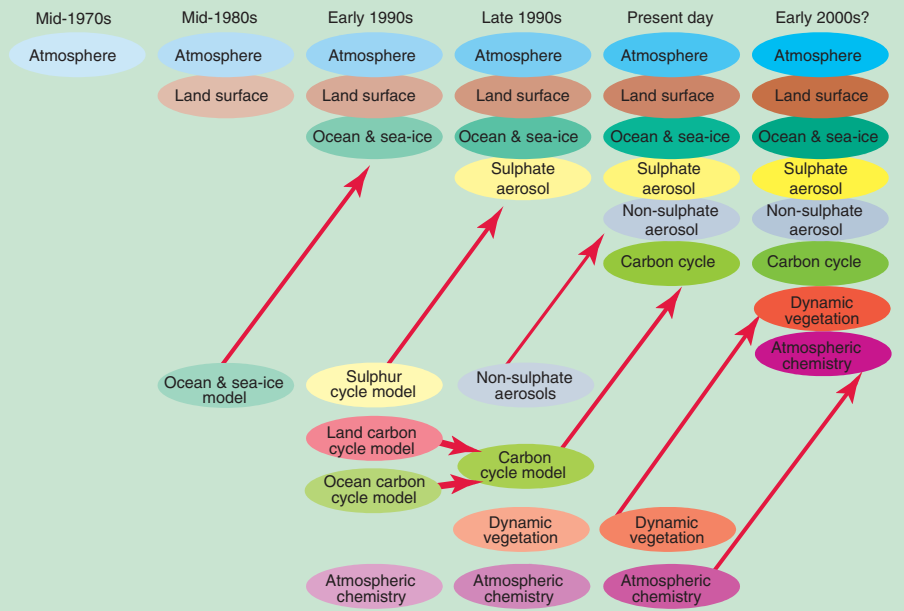 Mid-1970s Mid-1980s Early 1990s Late 1990s Present day Early 2000s?
Atmosphere Atmosphere Atmosphere Atmosphere Atmosphere Atmosphere
Land surface Land surface Land surface Land surface Land surface
Ocean & sea-ice Ocean & sea-ice Ocean & sea-ice Ocean & sea-ice
Sulphate
aerosol
Sulphate
aerosol
Sulphate
aerosol
Non-sulphate
aerosol
Non-sulphate
aerosol
Carbon cycle Carbon cycle
Dynamic
vegetation
Atmospheric
chemistry
Ocean & sea-ice
model
Sulphur
cycle model
Non-sulphate
aerosols
Land carbon
cycle model
Carbon
cycle model
Ocean carbon
cycle model
Dynamic
vegetation
Dynamic
vegetation
Atmospheric
chemistry
Atmospheric
chemistry
Atmospheric
chemistry